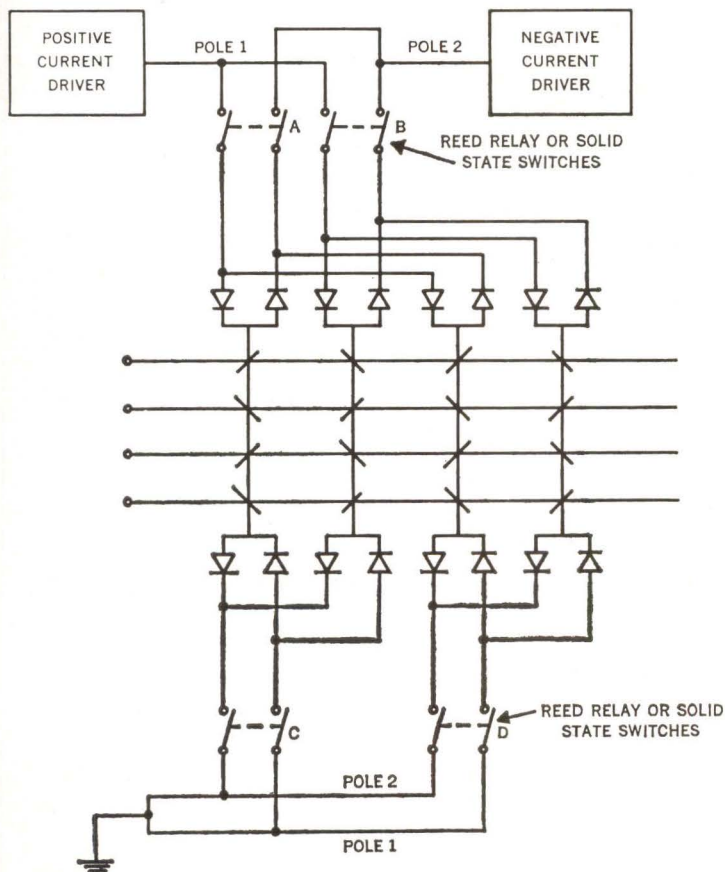 POSITIVE
CURRENT
DRIVER
POLE 1
POLE 2
NEGATIVE
CURRENT
DRIVER
A
B
REED RELAY OR SOLID
STATE SWITCHES
C
D
REED RELAY OR SOLID
STATE SWITCHES
POLE 2
POLE 1